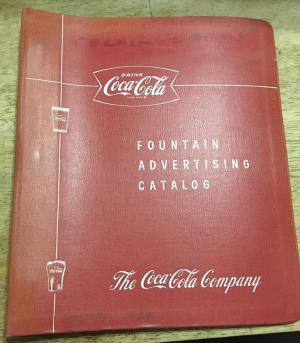 DRINK
Coca-Cola
FOUNTAIN
ADVERTISING
CATALOG
The Coca-Cola Company